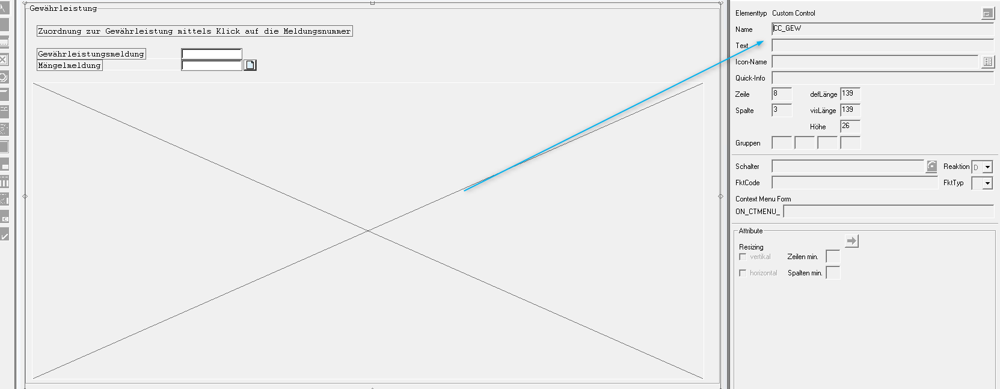 Gewährleistung
Zuordnung zur Gewährleistung mittels Klick auf die Meldungsnummer
Gewährleistungsmeldung
Mängelmeldung
Elementtyp Custom Control
Name CC_GEW
Text
Icon-Name
Quick-Info
Zeile 8 defLänge 139
Spalte 3 visLänge 139
Höhe 26
Gruppen
Schalter Reaktion D
FktCode FktTyp
Context Menu Form
ON_CTMENU_
Attribute
Resizing
vertikal Zeilen min.
horizontal Spalten min.